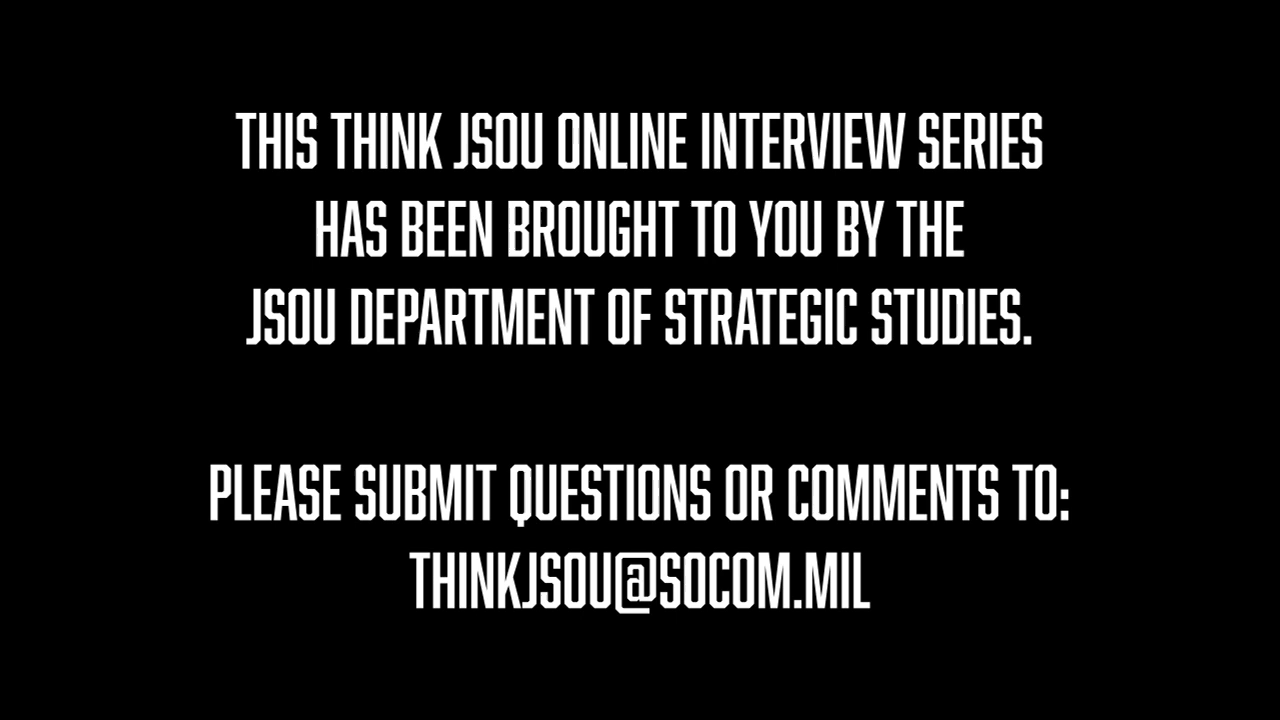 THIS THINK JSOU ONLINE INTERVIEW SERIES
HAS BEEN BROUGHT TO YOU BY THE
JSOU DEPARTMENT OF STRATEGIC STUDIES.
PLEASE SUBMIT QUESTIONS OR COMMENTS TO:
THINKJSOU@SOCOM.MIL